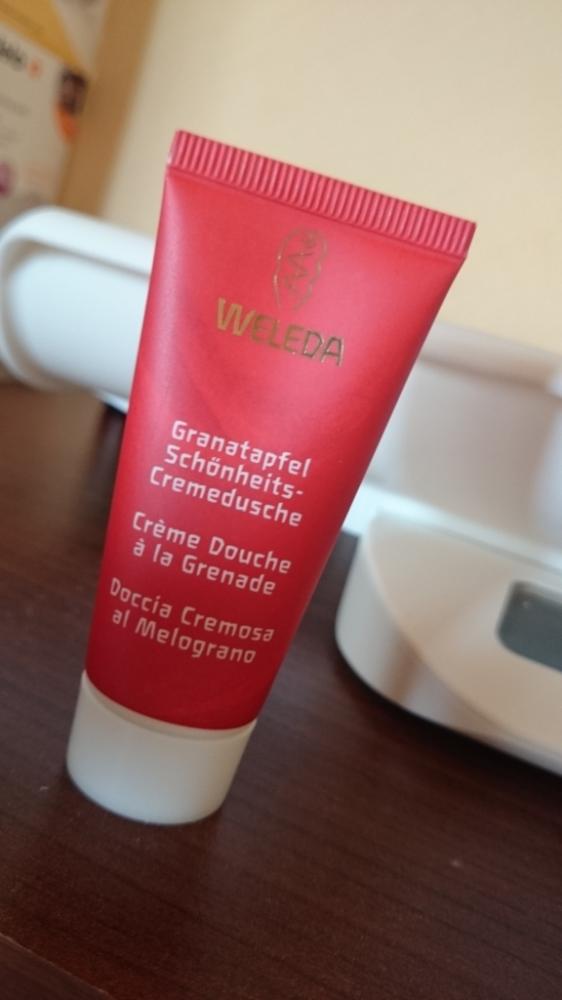 WELEDA
Granatapfel
Schönheits-
Cremedusche
Crème Douche
à la Grenade
Doccia Cremosa
al Melograno